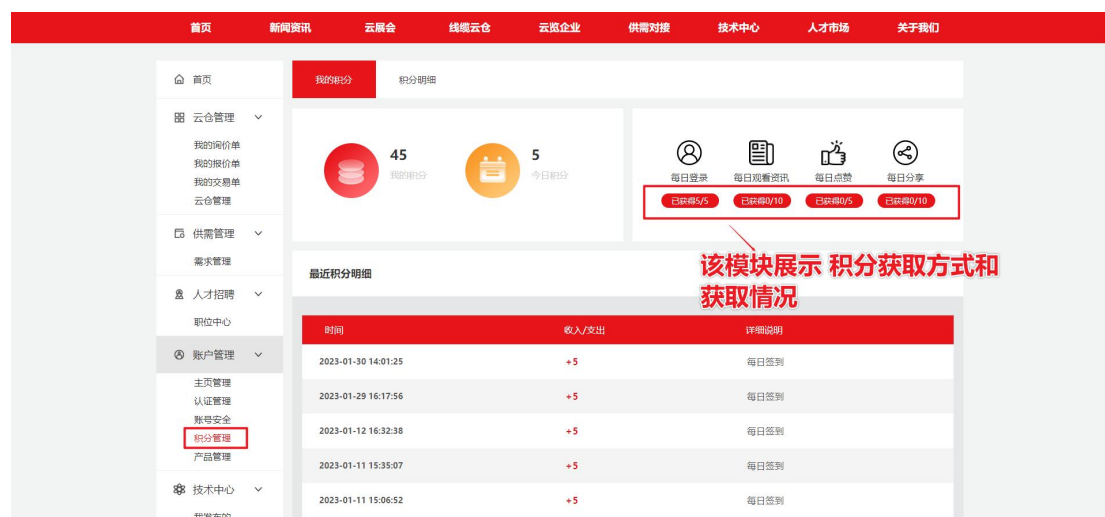 首页 新闻资讯 云展会 线缆云仓 云览企业 供需对接 技术中心 人才市场 关于我们
首页
我的积分 积分明细
云仓管理
我的询价单
我的报价单
我的交易单
云仓管理
45
我的积分
5
今日积分
每日登录 每日观看资讯 每日点赞 每日分享
已获得5/5 已获得0/10 已获得0/5 已获得0/10
供需管理
需求管理
该模块展示 积分获取方式和
获取情况
最近积分明细
人才招聘
职位中心
时间 收入/支出 详细说明
账户管理
2023-01-30 14:01:25 +5 每日签到
主页管理
认证管理
2023-01-29 16:17:56 +5 每日签到
账号安全
积分管理
2023-01-12 16:32:38 +5 每日签到
产品管理
2023-01-11 15:35:07 +5 每日签到
技术中心
2023-01-11 15:06:52 +5 每日签到